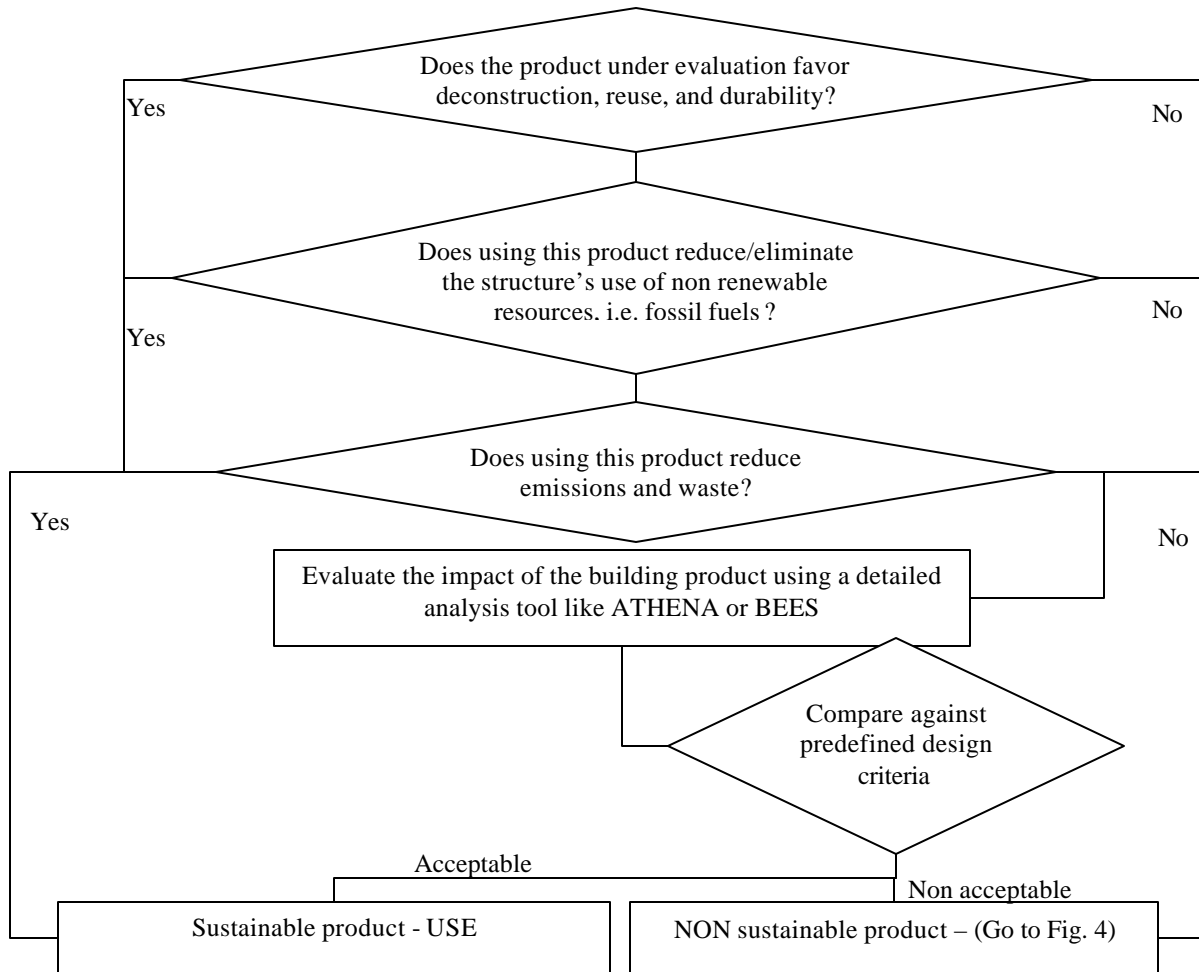 Does the product under evaluation favor
deconstruction, reuse, and durability?
Yes
No
Does using this product reduce/eliminate
the structure’s use of non renewable
resources, i.e. fossil fuels ?
No
Yes
Does using this product reduce
emissions and waste?
Yes
No
Evaluate the impact of the building product using a detailed
analysis tool like ATHENA or BEES
Compare against
predefined design
criteria
Acceptable
Non acceptable
Sustainable product - USE
NON sustainable product – (Go to Fig. 4)